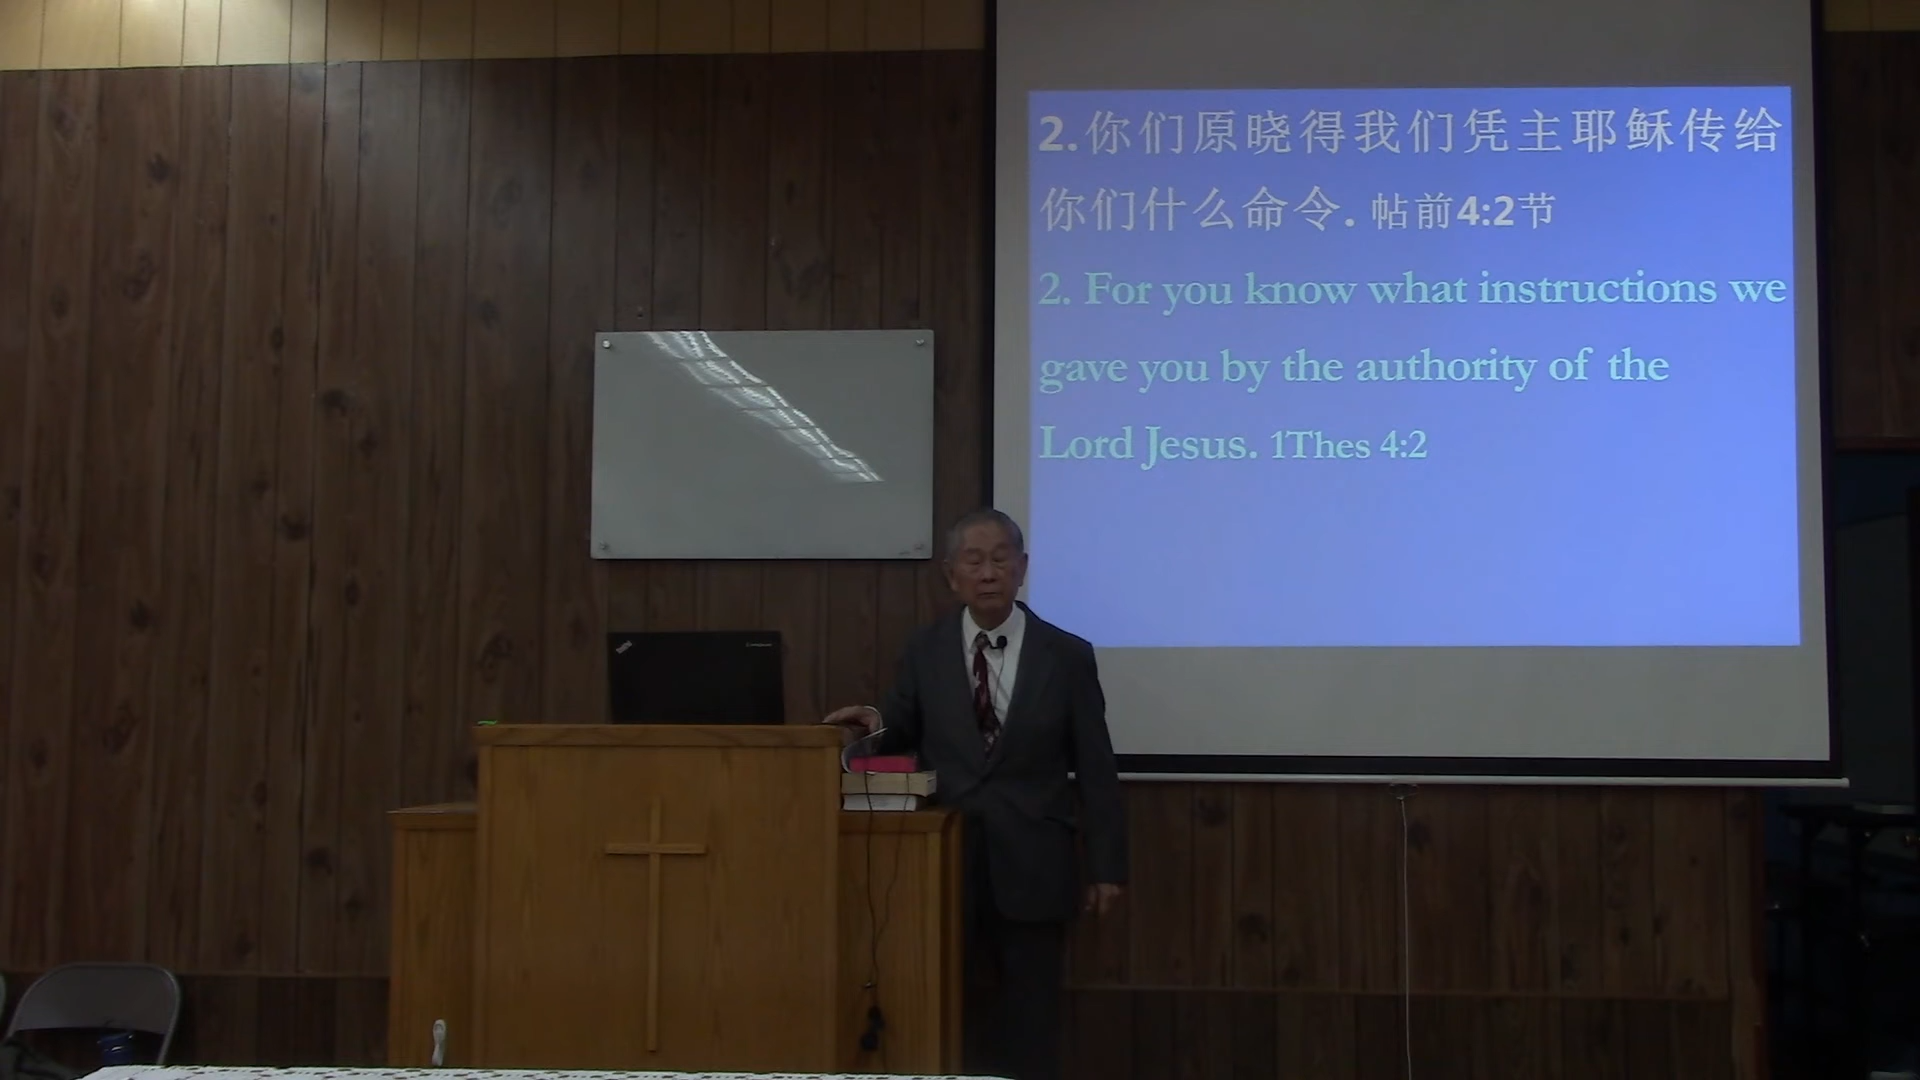 2.你们原晓得我们凭主耶稣传给
你们什么命令. 帖前4:2节
2. For you know what instructions we
gave you by the authority of the
Lord Jesus. 1Thes 4:2